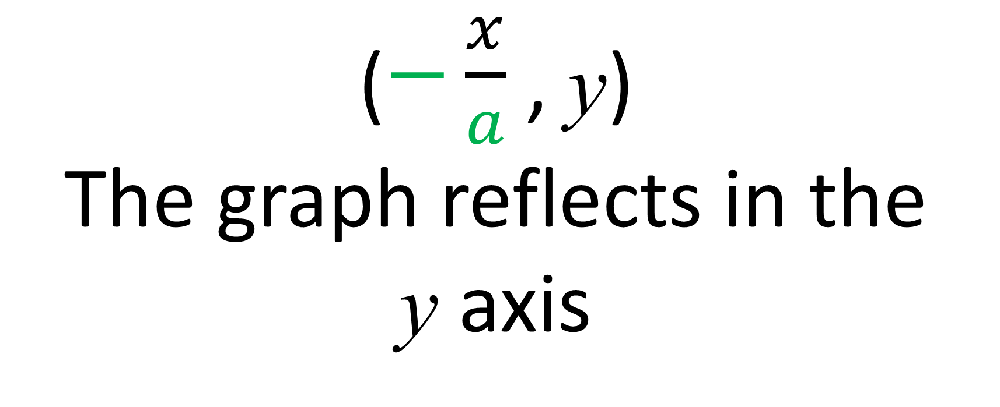 (− x/a , y)
The graph reflects in the
y axis